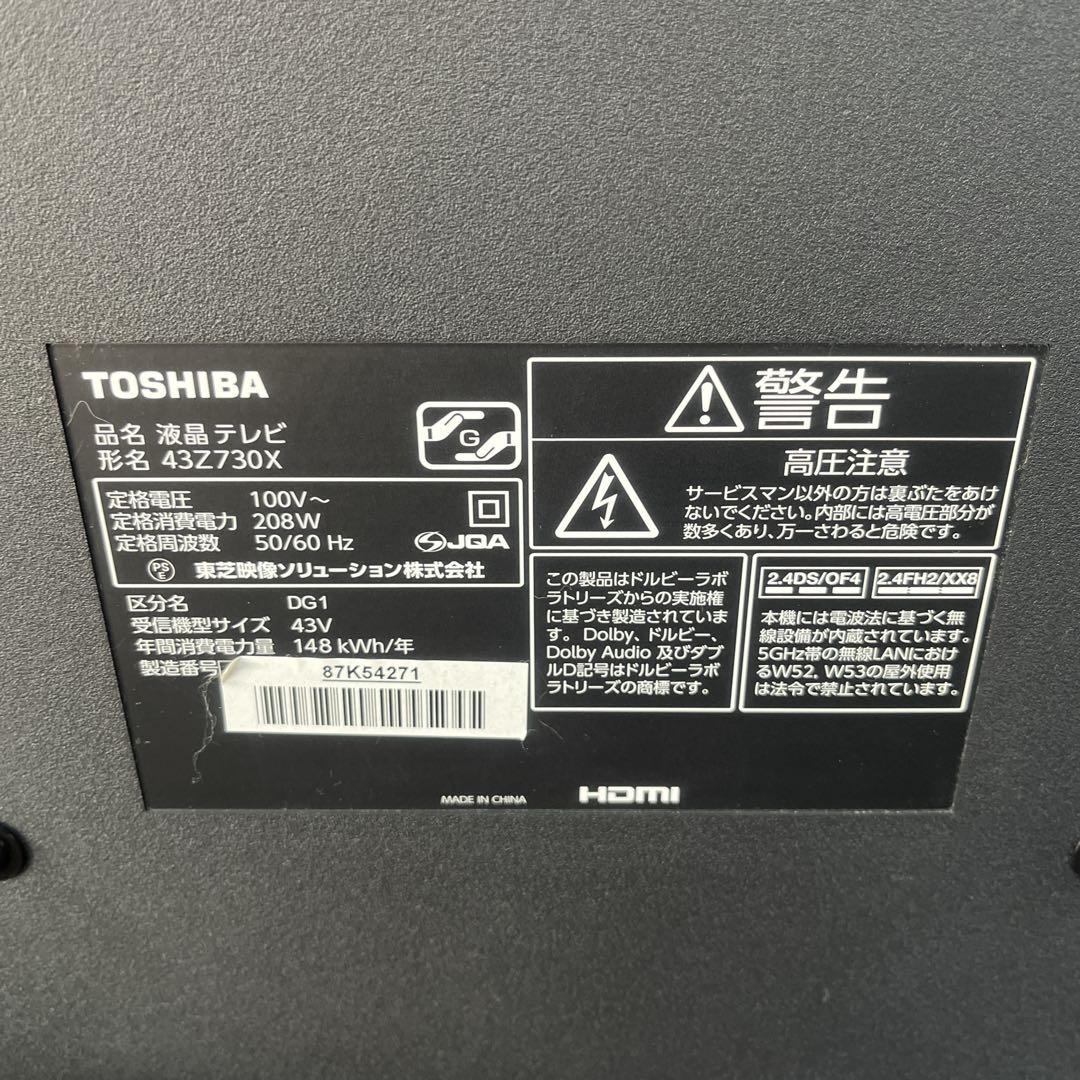 TOSHIBA
品名 液晶テレビ
形名 43Z730X
G
定格電圧 100V～
定格消費電力 208W
定格周波数 50/60 Hz
JQA
PS
E
東芝映像ソリューション株式会社
区分名 DG1
受信機型サイズ 43V
年間消費電力量 148 kWh/年
製造番号
87K54271
MADE IN CHINA
HDMI
警告
高圧注意
サービスマン以外の方は裏ぶたをあけ
ないでください。内部には高電圧部分が
数多くあり、万一さわると危険です。
この製品はドルビーラボ
ラトリーズからの実施権
に基づき製造されていま
す。Dolby、ドルビー、
Dolby Audio 及びダブ
ルD記号はドルビーラボ
ラトリーズの商標です。
2.4DS/OF4 2.4FH2/XX8
本機には電波法に基づく無
線設備が内蔵されています。
5GHz帯の無線LANにおけ
るW52、W53の屋外使用
は法令で禁止されています。